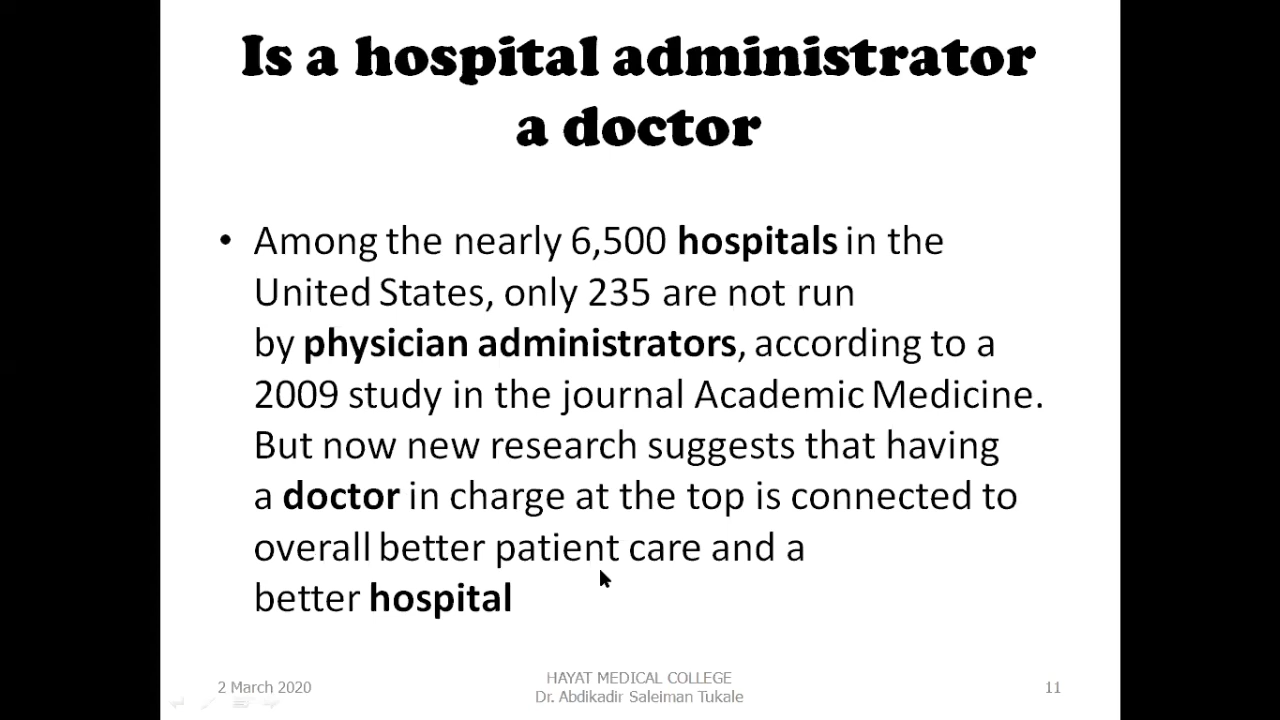 Is a hospital administrator
a doctor
• Among the nearly 6,500 hospitals in the
United States, only 235 are not run
by physician administrators, according to a
2009 study in the journal Academic Medicine.
But now new research suggests that having
a doctor in charge at the top is connected to
overall better patient care and a
better hospital
2 March 2020
HAYAT MEDICAL COLLEGE
Dr. Abdikadir Saleiman Tukale
11